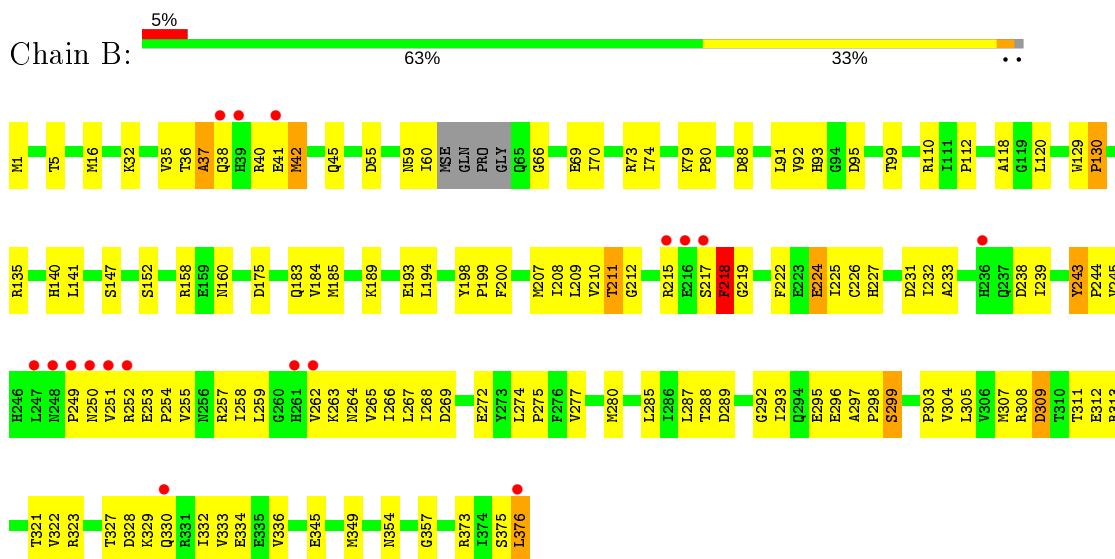 5%
Chain B:
63% 33% • •
M1 T5 M16 K32 V35 T36 A37 Q38 H39 R40 E41 M42 Q45 D55 N59 I60 MSE GLN PRO GLY Q65 G66 E69 I70 R73 I74 K79 P80 D88 L91 V92 H93 G94 D95 T99 R110 I111 P112 A118 G119 L120 W129 P130
R135 H140 L141 S147 S152 R158 E159 N160 D175 Q183 V184 M185 K189 E193 L194 Y198 P199 F200 M207 I208 L209 V210 T211 G212 R215 E216 S217 F218 G219 F222 E223 E224 I225 C226 H227 D231 I232 A233 H236 Q237 D238 I239 Y243 P244
H246 L247 N248 P249 N250 V251 R252 E253 P254 V255 N256 R257 I258 L259 G260 H261 V262 K263 N264 V265 I266 I267 I268 D269 E272 Y273 L274 P275 F276 V277 M280 L285 I286 L287 T288 D289 G292 I293 Q294 E295 E296 A297 P298 S299 P303 V304 L305 V306 M307 R308 D309 T310 T311 E312
T321 V322 R323 T327 D328 K329 Q330 R331 I332 V333 E334 E335 V336 E345 M349 N354 G357 R373 I374 S375 L376